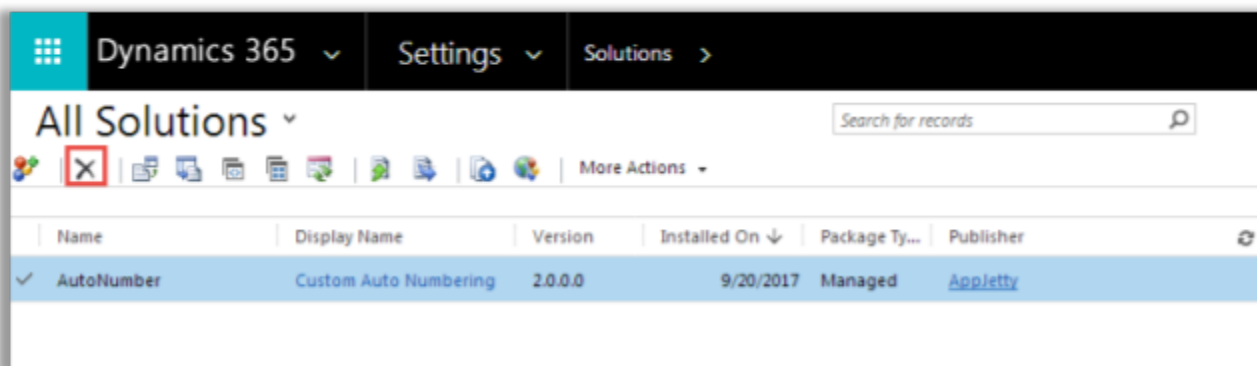 Dynamics 365 Settings Solutions
All Solutions
Search for records
More Actions
Name Display Name Version Installed On Package Ty... Publisher
AutoNumber Custom Auto Numbering 2.0.0.0 9/20/2017 Managed AppJetty